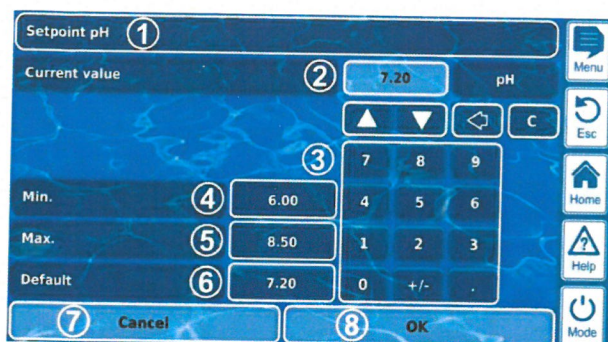 Setpoint pH 1
Menu
Current value 2 7.20 pH
▲ ▼ C
Esc
3 7 8 9
Min. 4 6.00 4 5 6
Home
Max. 5 8.50 1 2 3
Help
Default 6 7.20 0 +/- .
7 Cancel 8 OK
Mode